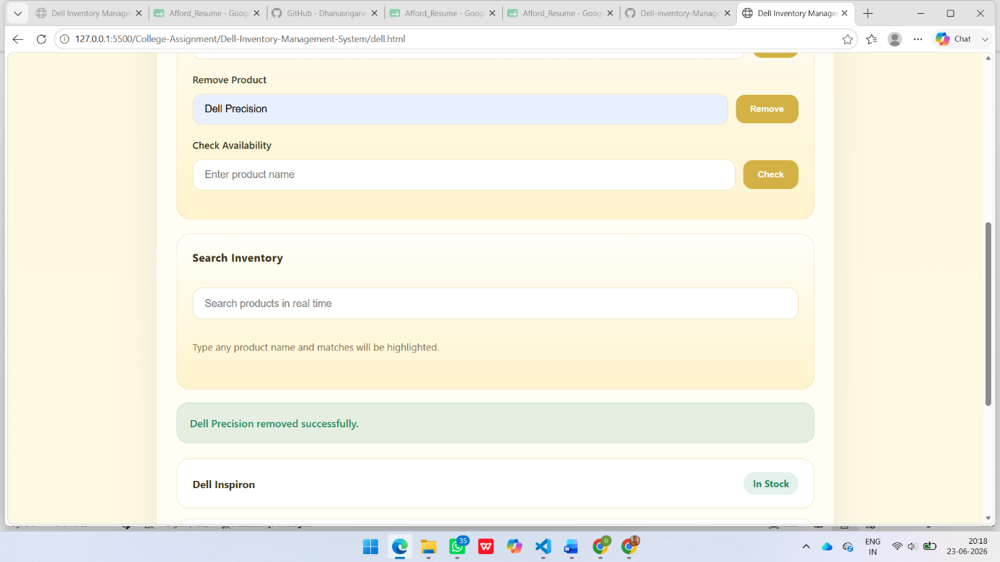 Dell Inventory Manage
Afford_Resume - Googl
GitHub - Dhanusrigane
Afford_Resume - Googl
Afford_Resume - Googl
Dell-inventory-Manage
Dell Inventory Manage
127.0.0.1:5500/College-Assignment/Dell-Inventory-Management-System/dell.html
Chat
Remove Product
Dell Precision
Remove
Check Availability
Enter product name
Check
Search Inventory
Search products in real time
Type any product name and matches will be highlighted.
Dell Precision removed successfully.
Dell Inspiron
In Stock
35
W
W
D
ENG
IN
20:18
23-06-2026